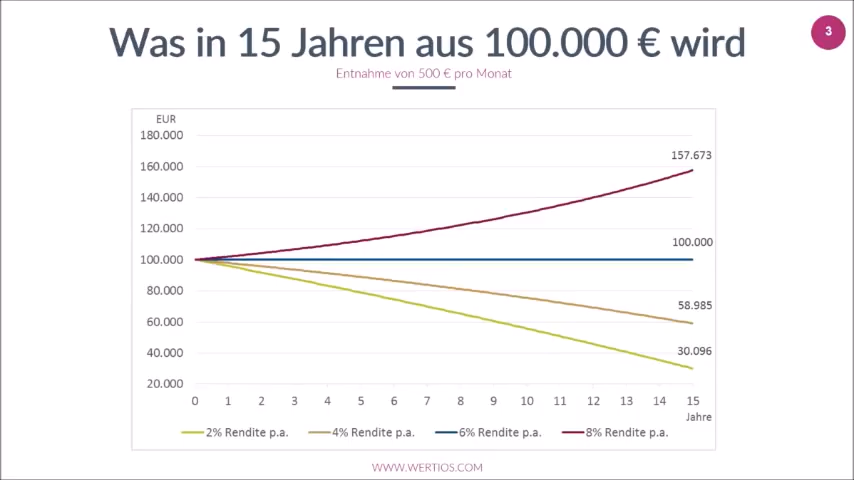 Was in 15 Jahren aus 100.000 € wird
3
Entnahme von 500 € pro Monat
EUR
180.000
160.000
140.000
120.000
100.000
80.000
60.000
40.000
20.000
157.673
100.000
58.985
30.096
0 1 2 3 4 5 6 7 8 9 10 11 12 13 14 15
Jahre
2% Rendite p.a. 4% Rendite p.a. 6% Rendite p.a. 8% Rendite p.a.
WWW.WERTIOS.COM